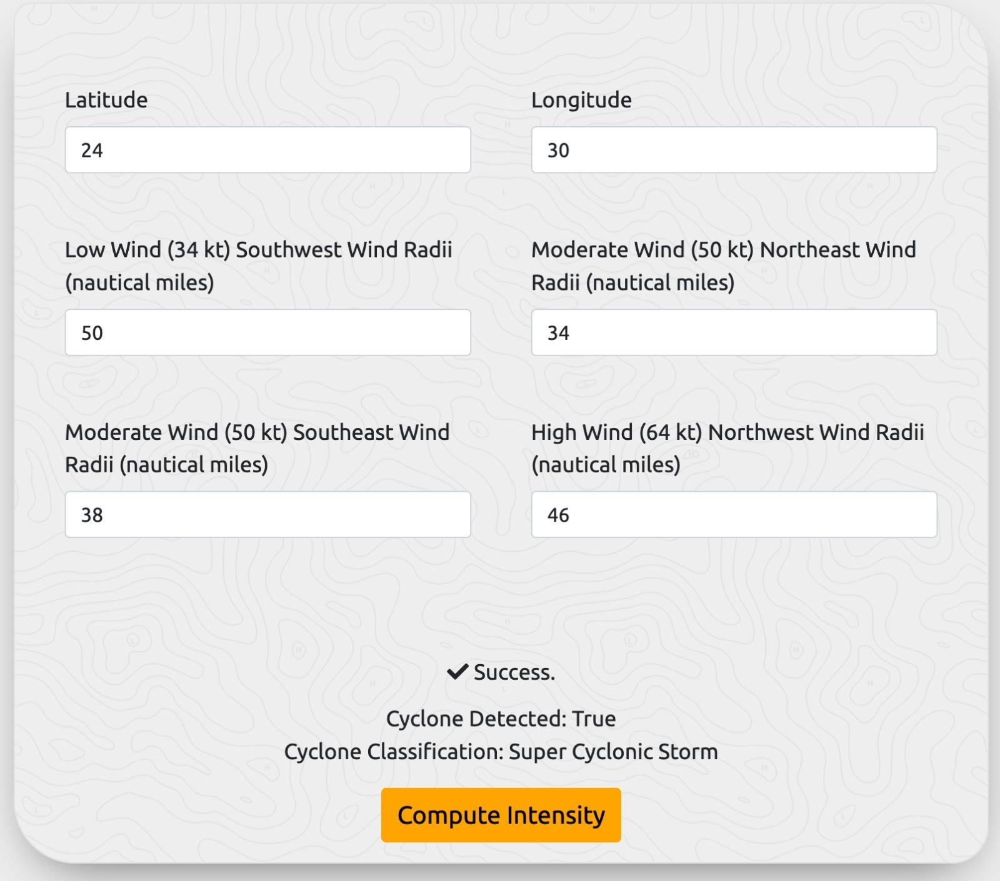 Latitude
Longitude
24
30
Low Wind (34 kt) Southwest Wind Radii
(nautical miles)
Moderate Wind (50 kt) Northeast Wind
Radii (nautical miles)
50
34
Moderate Wind (50 kt) Southeast Wind
Radii (nautical miles)
High Wind (64 kt) Northwest Wind Radii
(nautical miles)
38
46
Success.
Cyclone Detected: True
Cyclone Classification: Super Cyclonic Storm
Compute Intensity